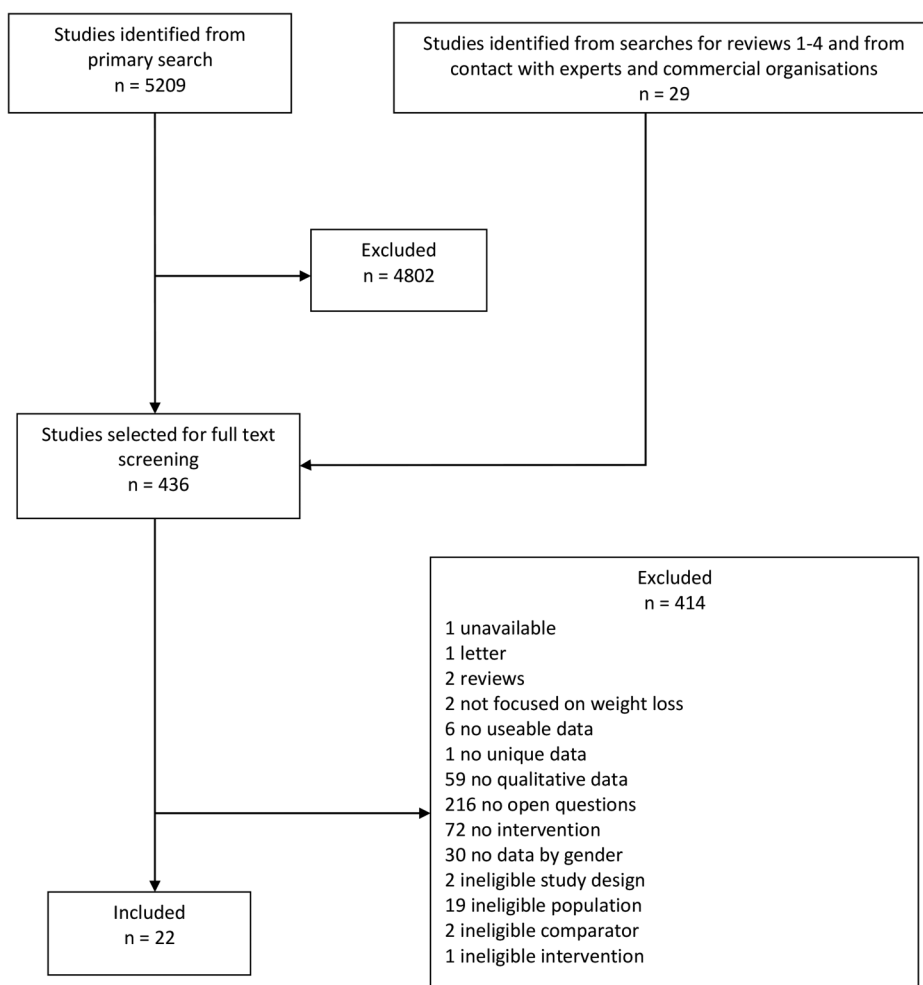 Studies identified from
primary search
n = 5209
Studies identified from searches for reviews 1-4 and from
contact with experts and commercial organisations
n = 29
Excluded
n = 4802
Studies selected for full text
screening
n = 436
Excluded
n = 414
1 unavailable
1 letter
2 reviews
2 not focused on weight loss
6 no useable data
1 no unique data
59 no qualitative data
216 no open questions
72 no intervention
30 no data by gender
2 ineligible study design
19 ineligible population
2 ineligible comparator
1 ineligible intervention
Included
n = 22